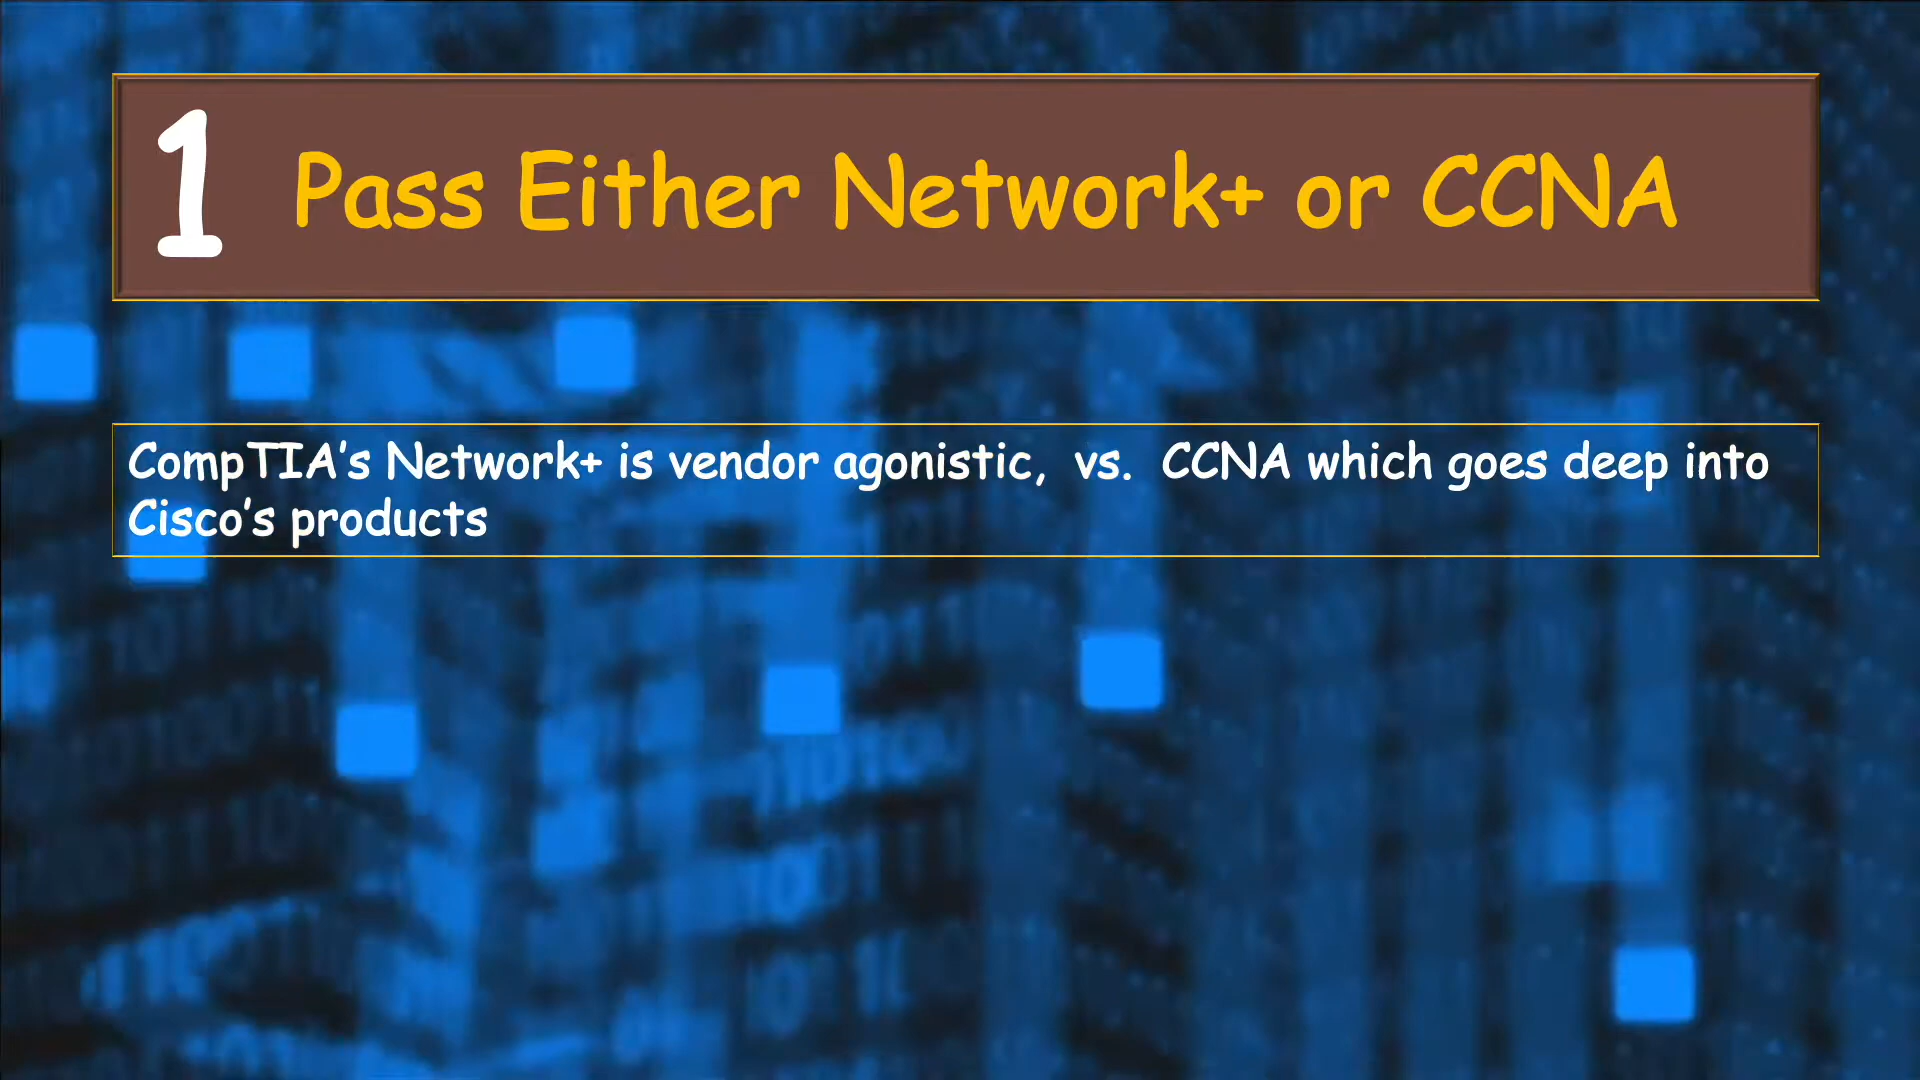 1 Pass Either Network+ or CCNA
CompTIA's Network+ is vendor agonistic, vs. CCNA which goes deep into
Cisco's products